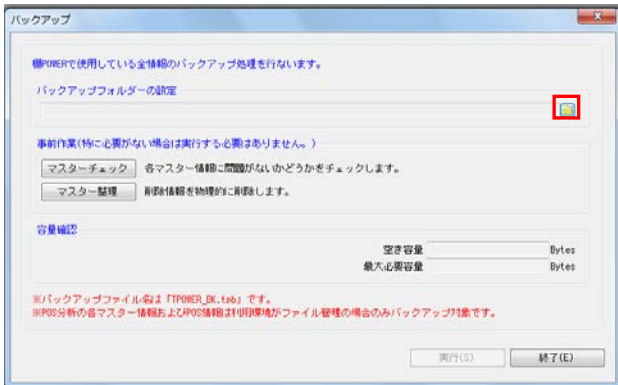 バックアップ
棚POWERで使用している全情報のバックアップ処理を行ないます。
バックアップフォルダーの設定
事前作業(特に必要がない場合は実行する必要はありません。)
マスターチェック 各マスター情報に問題がないかどうかをチェックします。
マスター整理 削除情報を物理的に削除します。
容量確認
空き容量 Bytes
最大必要容量 Bytes
※バックアップファイル名は「TPOWER_BK.tpb」です。
※POS分析の各マスター情報およびPOS情報は利用環境がファイル管理の場合のみバックアップ対象です。
実行(S) 終了(E)